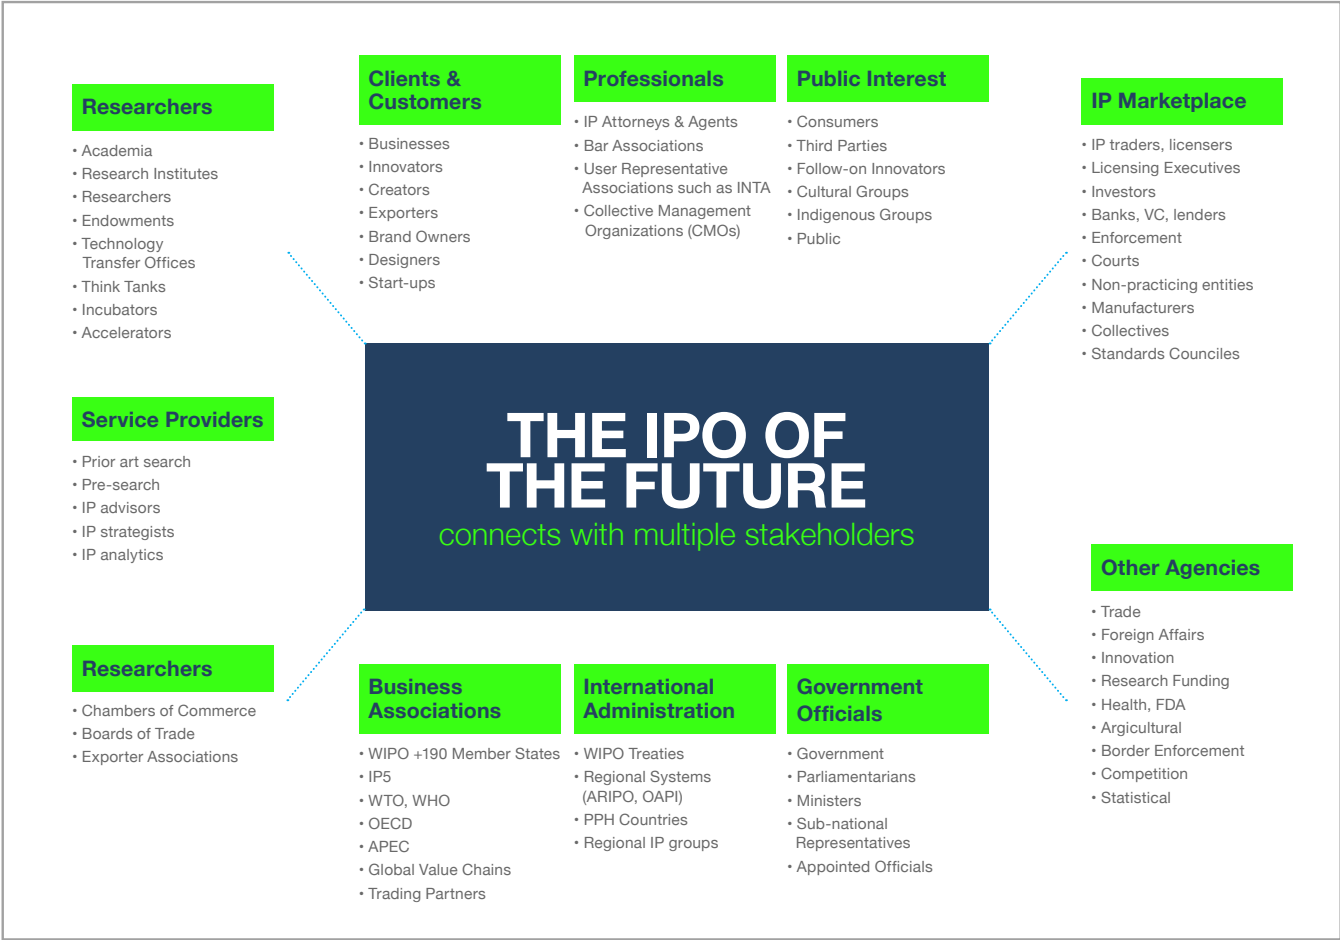 Researchers
• Academia
• Research Institutes
• Researchers
• Endowments
• Technology
Transfer Offices
• Think Tanks
• Incubators
• Accelerators
Clients &
Customers
• Businesses
• Innovators
• Creators
• Exporters
• Brand Owners
• Designers
• Start-ups
Professionals
• IP Attorneys & Agents
• Bar Associations
• User Representative
Associations such as INTA
• Collective Management
Organizations (CMOs)
Public Interest
• Consumers
• Third Parties
• Follow-on Innovators
• Cultural Groups
• Indigenous Groups
• Public
IP Marketplace
• IP traders, licensers
• Licensing Executives
• Investors
• Banks, VC, lenders
• Enforcement
• Courts
• Non-practicing entities
• Manufacturers
• Collectives
• Standards Counciles
Service Providers
• Prior art search
• Pre-search
• IP advisors
• IP strategists
• IP analytics
THE IPO OF
THE FUTURE
connects with multiple stakeholders
Other Agencies
• Trade
• Foreign Affairs
• Innovation
• Research Funding
• Health, FDA
• Argicultural
• Border Enforcement
• Competition
• Statistical
Researchers
• Chambers of Commerce
• Boards of Trade
• Exporter Associations
Business
Associations
• WIPO +190 Member States
• IP5
• WTO, WHO
• OECD
• APEC
• Global Value Chains
• Trading Partners
International
Administration
• WIPO Treaties
• Regional Systems
(ARIPO, OAPI)
• PPH Countries
• Regional IP groups
Government
Officials
• Government
• Parliamentarians
• Ministers
• Sub-national
Representatives
• Appointed Officials